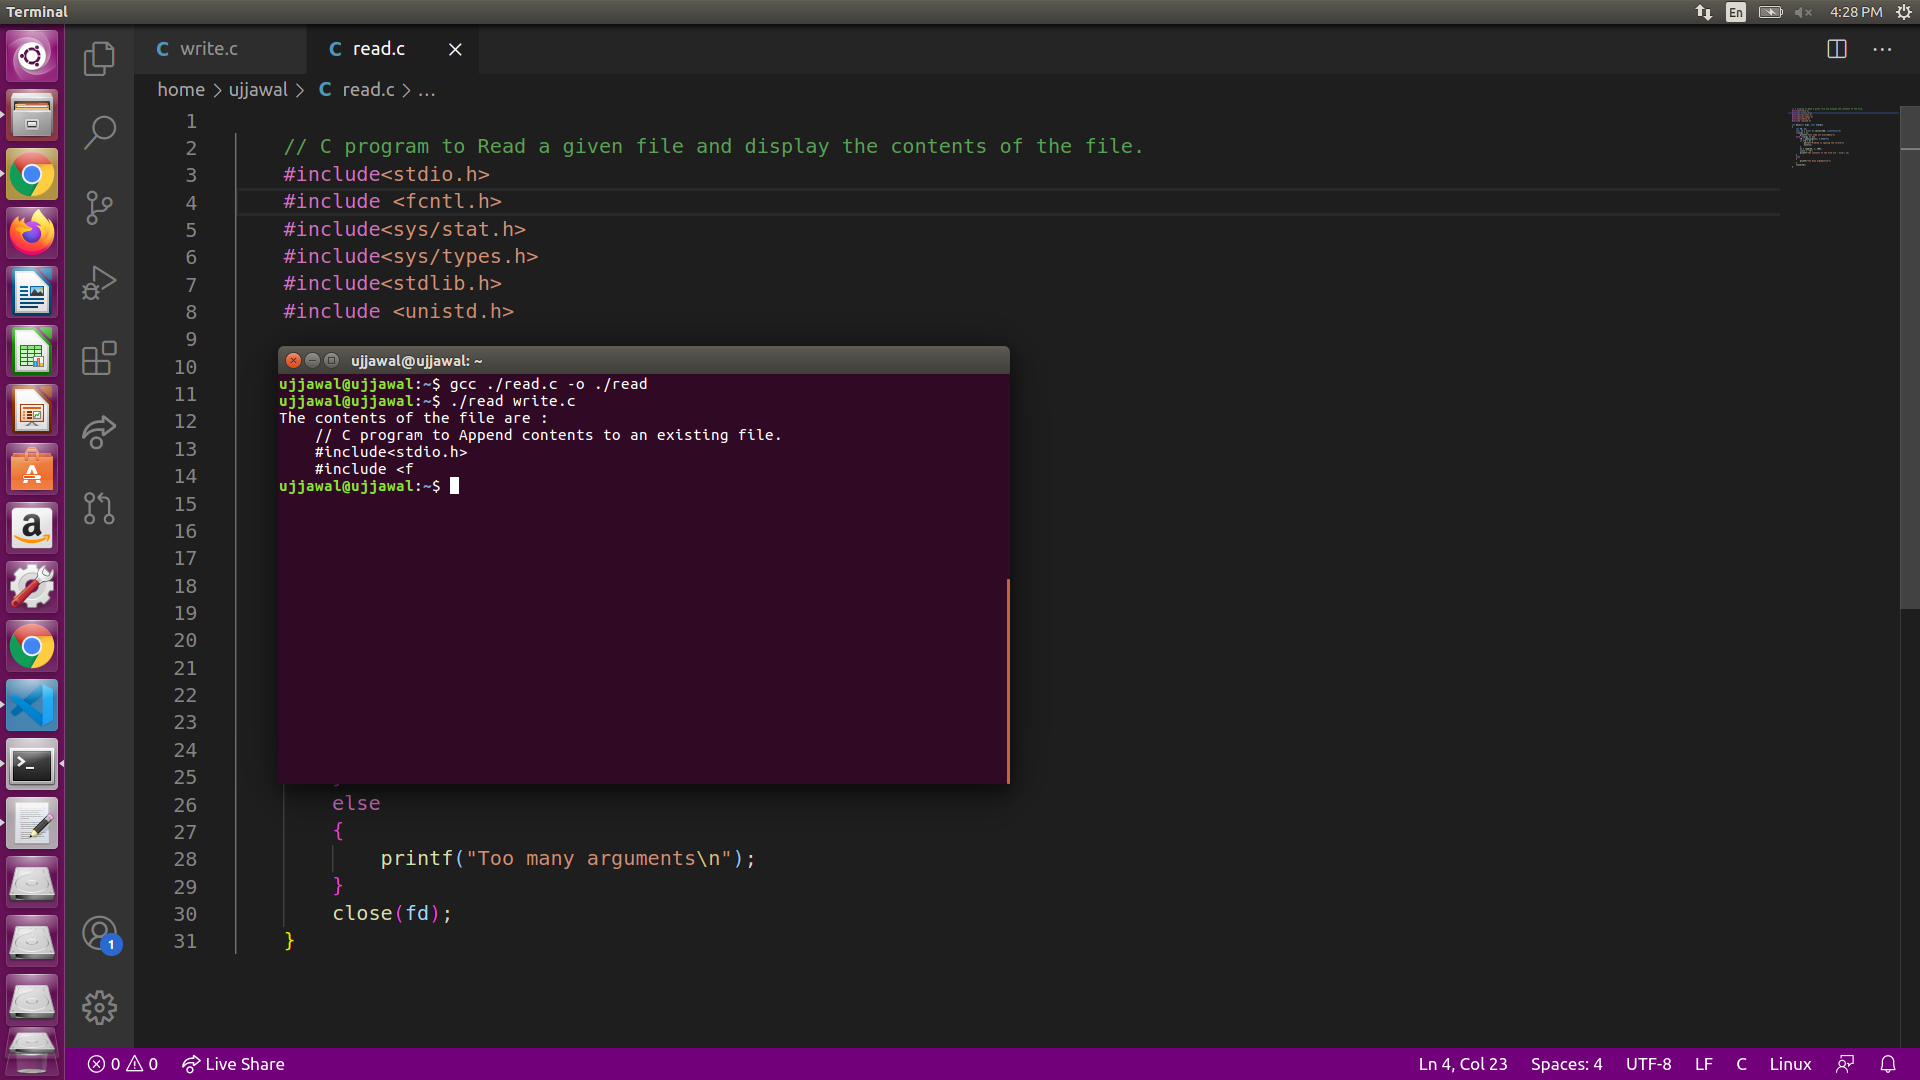 Terminal
En
4:28 PM
write.c
read.c
home > ujjawal > C read.c > ...
1
2 // C program to Read a given file and display the contents of the file.
3 #include<stdio.h>
4 #include <fcntl.h>
5 #include<sys/stat.h>
6 #include<sys/types.h>
7 #include<stdlib.h>
8 #include <unistd.h>
9
ujjawal@ujjawal: ~
10
ujjawal@ujjawal:~$ gcc ./read.c -o ./read
11
ujjawal@ujjawal:~$ ./read write.c
The contents of the file are :
12
// C program to Append contents to an existing file.
13
#include<stdio.h>
#include <f
14
ujjawal@ujjawal:~$
15
16
17
18
19
20
21
22
23
24
25
26 else
27 {
28 printf("Too many arguments\n");
29 }
30 close(fd);
31 }
1
0 0 Live Share
Ln 4, Col 23 Spaces: 4 UTF-8 LF C Linux